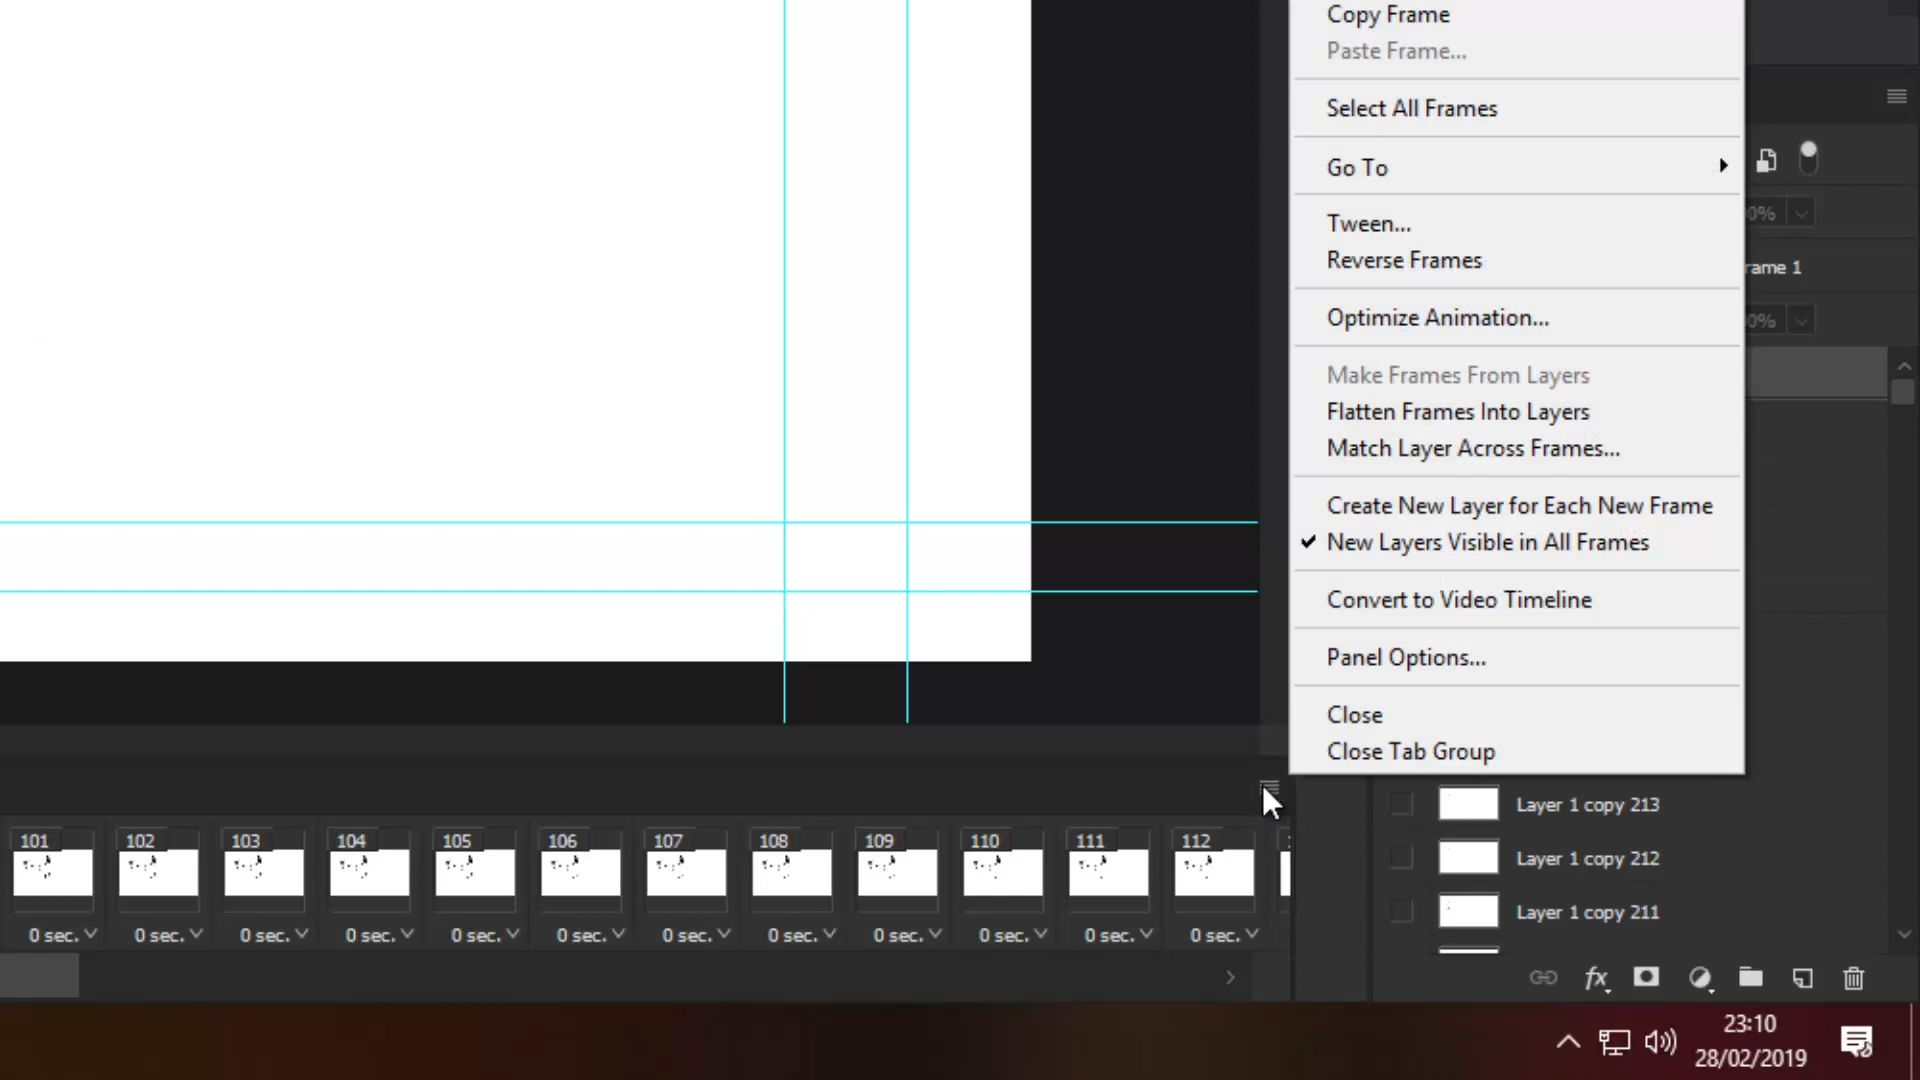 Copy Frame
Paste Frame...
Select All Frames
Go To
Tween...
Reverse Frames
Optimize Animation...
Make Frames From Layers
Flatten Frames Into Layers
Match Layer Across Frames...
Create New Layer for Each New Frame
New Layers Visible in All Frames
Convert to Video Timeline
Panel Options...
Close
Close Tab Group
0%
rame 1
0%
Layer 1 copy 213
Layer 1 copy 212
Layer 1 copy 211
101 102 103 104 105 106 107 108 109 110 111 112
0 sec. 0 sec. 0 sec. 0 sec. 0 sec. 0 sec. 0 sec. 0 sec. 0 sec. 0 sec. 0 sec. 0 sec.
fx
23:10
28/02/2019